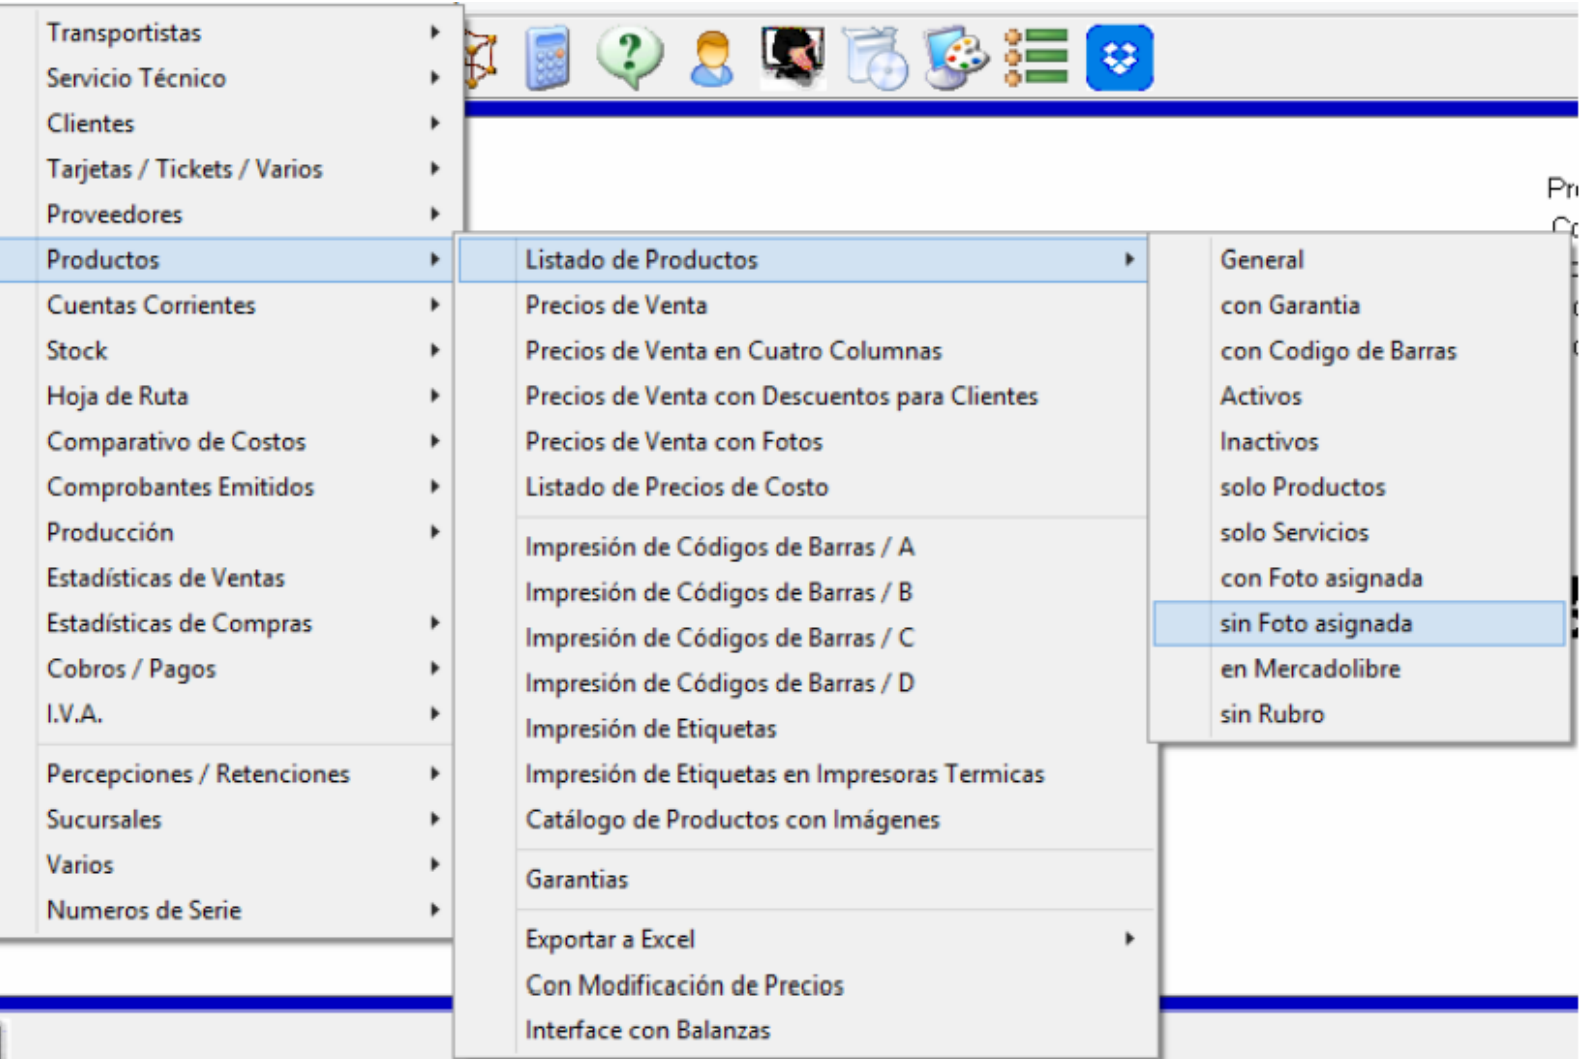 Transportistas
Servicio Técnico
Clientes
Tarjetas / Tickets / Varios
Proveedores
Productos
Cuentas Corrientes
Stock
Hoja de Ruta
Comparativo de Costos
Comprobantes Emitidos
Producción
Estadísticas de Ventas
Estadísticas de Compras
Cobros / Pagos
I.V.A.
Percepciones / Retenciones
Sucursales
Varios
Numeros de Serie
Listado de Productos
Precios de Venta
Precios de Venta en Cuatro Columnas
Precios de Venta con Descuentos para Clientes
Precios de Venta con Fotos
Listado de Precios de Costo
Impresión de Códigos de Barras / A
Impresión de Códigos de Barras / B
Impresión de Códigos de Barras / C
Impresión de Códigos de Barras / D
Impresión de Etiquetas
Impresión de Etiquetas en Impresoras Termicas
Catálogo de Productos con Imágenes
Garantias
Exportar a Excel
Con Modificación de Precios
Interface con Balanzas
General
con Garantia
con Codigo de Barras
Activos
Inactivos
solo Productos
solo Servicios
con Foto asignada
sin Foto asignada
en Mercadolibre
sin Rubro